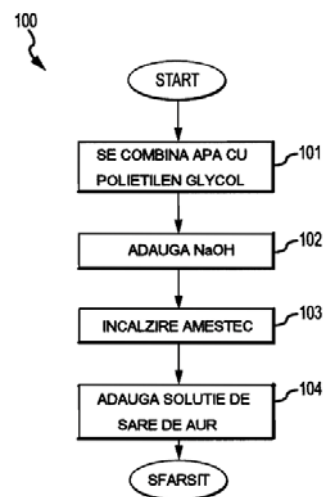 100
START
SE COMBINA APA CU
POLIETILEN GLYCOL
101
ADAUGA NaOH
102
INCALZIRE AMESTEC
103
ADAUGA SOLUTIE DE
SARE DE AUR
104
SFARSIT